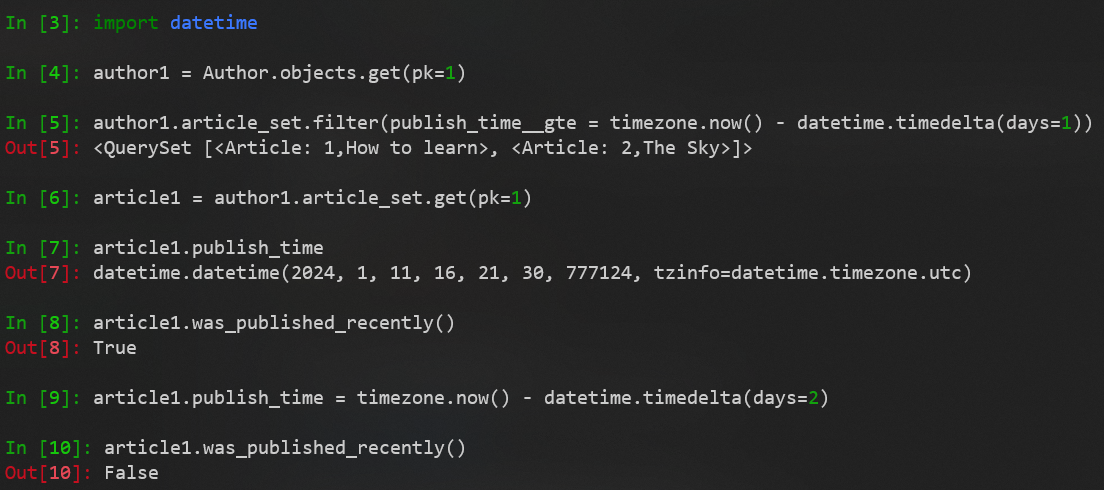 In [3]: import datetime
In [4]: author1 = Author.objects.get(pk=1)
In [5]: author1.article_set.filter(publish_time__gte = timezone.now() - datetime.timedelta(days=1))
Out[5]: <QuerySet [<Article: 1,How to learn>, <Article: 2,The Sky>]>
In [6]: article1 = author1.article_set.get(pk=1)
In [7]: article1.publish_time
Out[7]: datetime.datetime(2024, 1, 11, 16, 21, 30, 777124, tzinfo=datetime.timezone.utc)
In [8]: article1.was_published_recently()
Out[8]: True
In [9]: article1.publish_time = timezone.now() - datetime.timedelta(days=2)
In [10]: article1.was_published_recently()
Out[10]: False